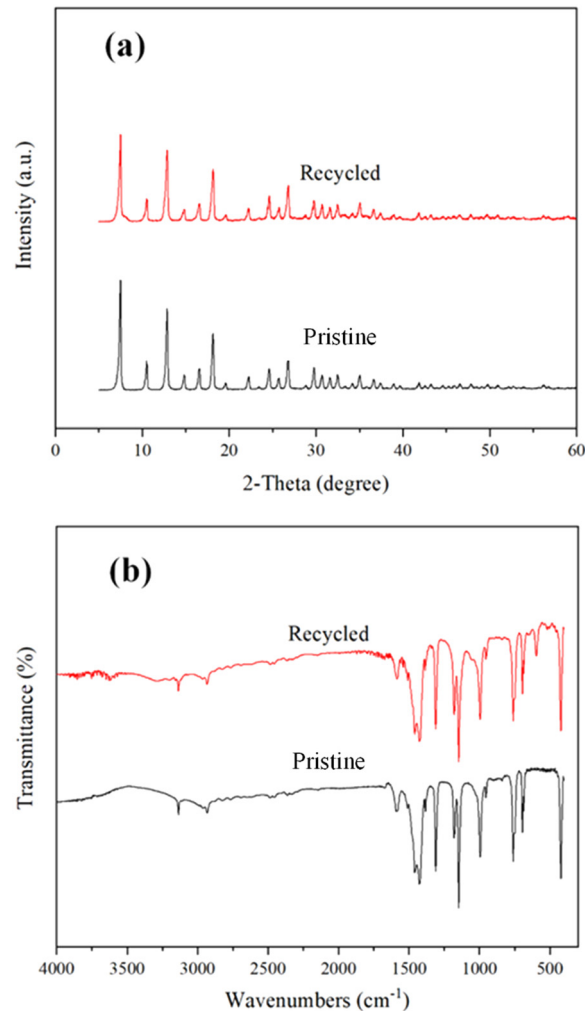 (a)
Recycled
Pristine
Intensity (a.u.)
0 10 20 30 40 50 60
2-Theta (degree)
(b)
Recycled
Pristine
Transmittance (%)
4000 3500 3000 2500 2000 1500 1000 500
Wavenumbers (cm⁻¹)